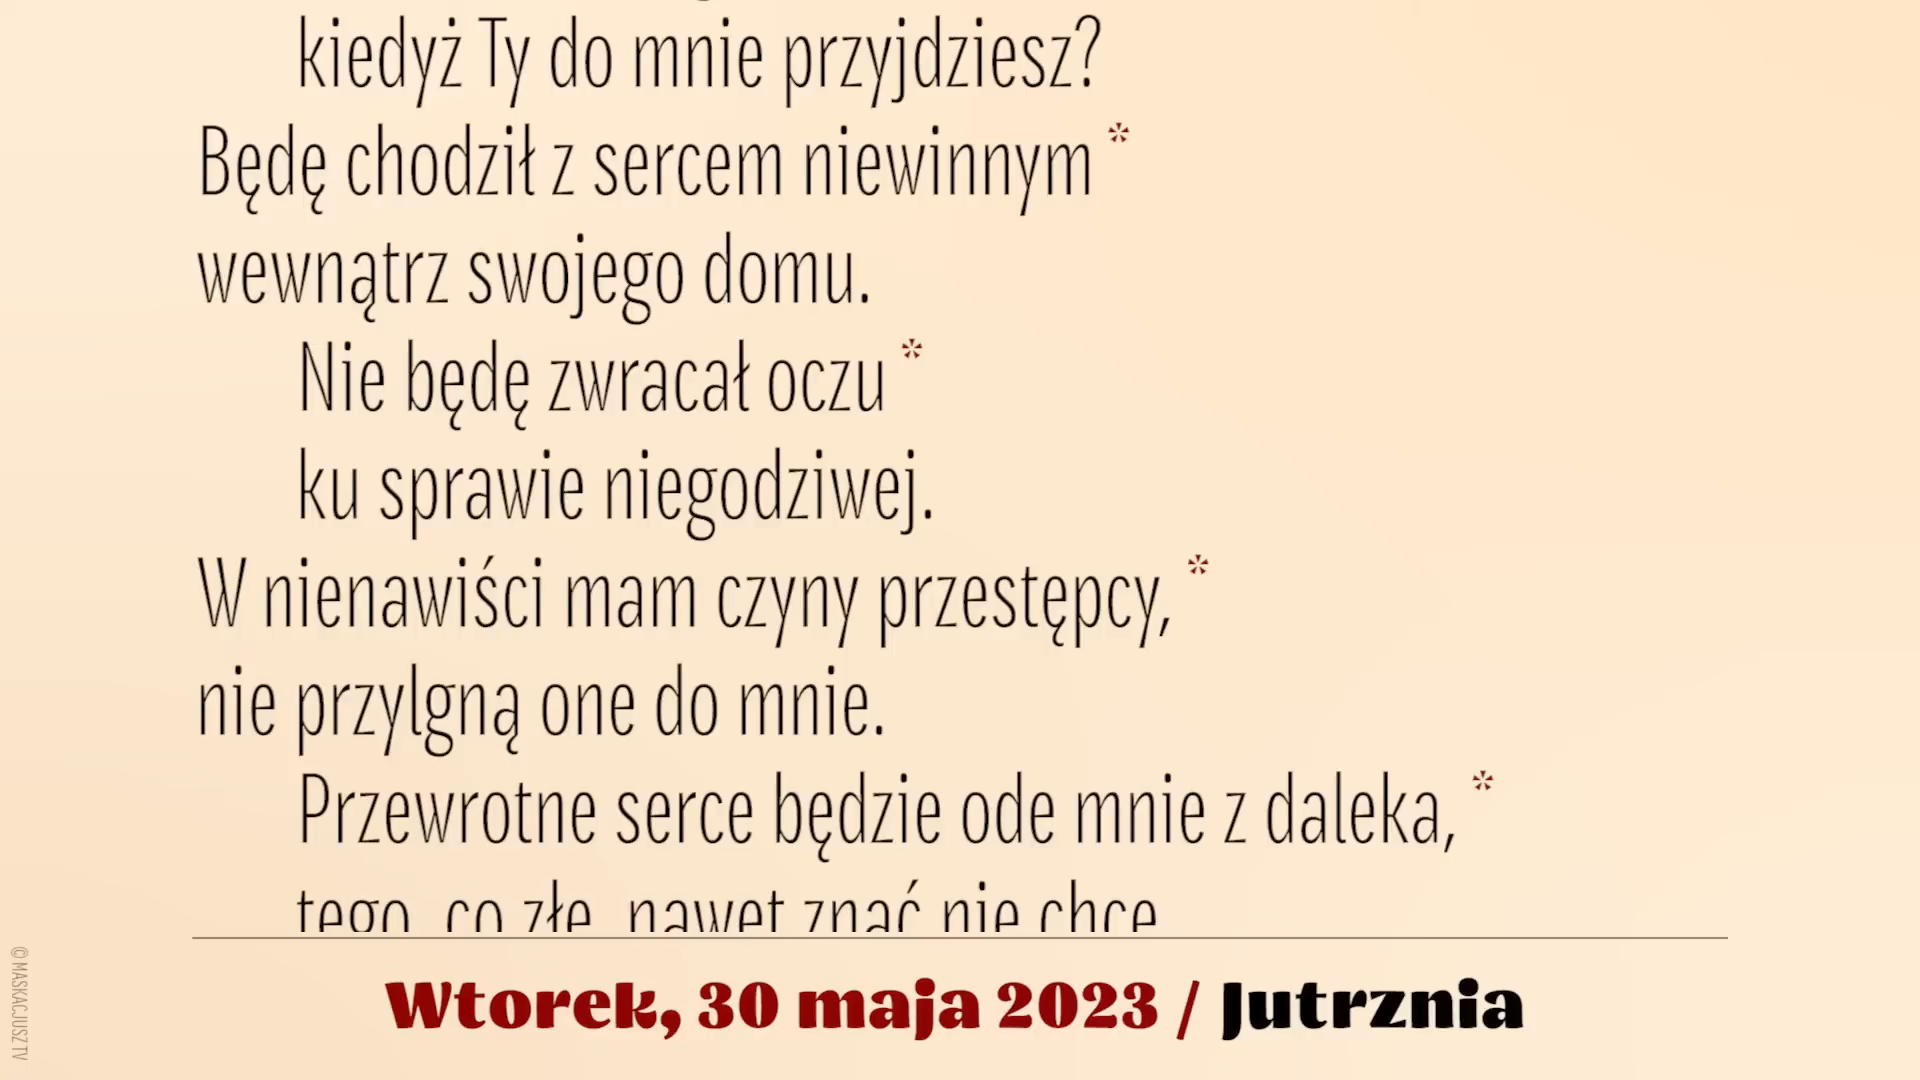 kiedyż Ty do mnie przyjdziesz?
Będę chodził z sercem niewinnym *
wewnątrz swojego domu.
Nie będę zwracał oczu *
ku sprawie niegodziwej.
W nienawiści mam czyny przestępcy, *
nie przylgną one do mnie.
Przewrotne serce będzie ode mnie z daleka, *
tego, co złe, nawet znać nie chcę
Wtorek, 30 maja 2023 / Jutrznia
© MASKACJUSZ TV